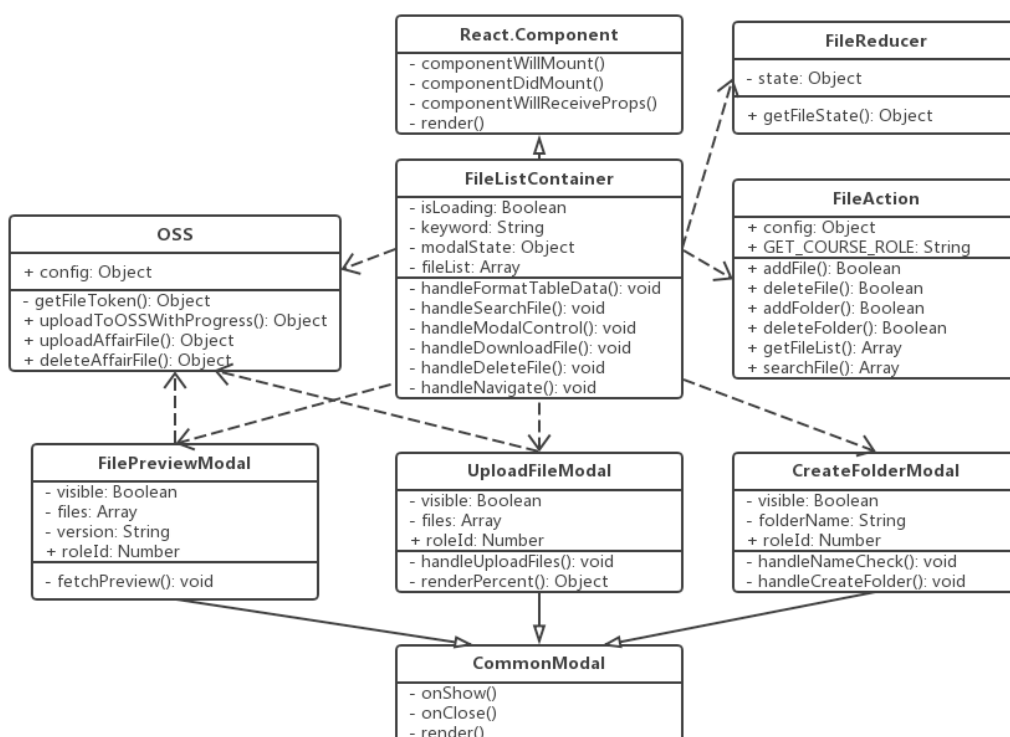 React.Component
- componentWillMount()
- componentDidMount()
- componentWillReceiveProps()
- render()
FileReducer
- state: Object
+ getFileState(): Object
FileListContainer
- isLoading: Boolean
- keyword: String
- modalState: Object
- fileList: Array
- handleFormatTableData(): void
- handleSearchFile(): void
- handleModalControl(): void
- handleDownloadFile(): void
- handleDeleteFile(): void
- handleNavigate(): void
FileAction
+ config: Object
+ GET_COURSE_ROLE: String
+ addFile(): Boolean
+ deleteFile(): Boolean
+ addFolder(): Boolean
+ deleteFolder(): Boolean
+ getFileList(): Array
+ searchFile(): Array
OSS
+ config: Object
- getFileToken(): Object
+ uploadToOSSWithProgress(): Object
+ uploadAffairFile(): Object
+ deleteAffairFile(): Object
FilePreviewModal
- visible: Boolean
- files: Array
- version: String
+ roleId: Number
- fetchPreview(): void
UploadFileModal
- visible: Boolean
- files: Array
+ roleId: Number
- handleUploadFiles(): void
- renderPercent(): Object
CreateFolderModal
- visible: Boolean
- folderName: String
+ roleId: Number
- handleNameCheck(): void
- handleCreateFolder(): void
CommonModal
- onShow()
- onClose()
- render()